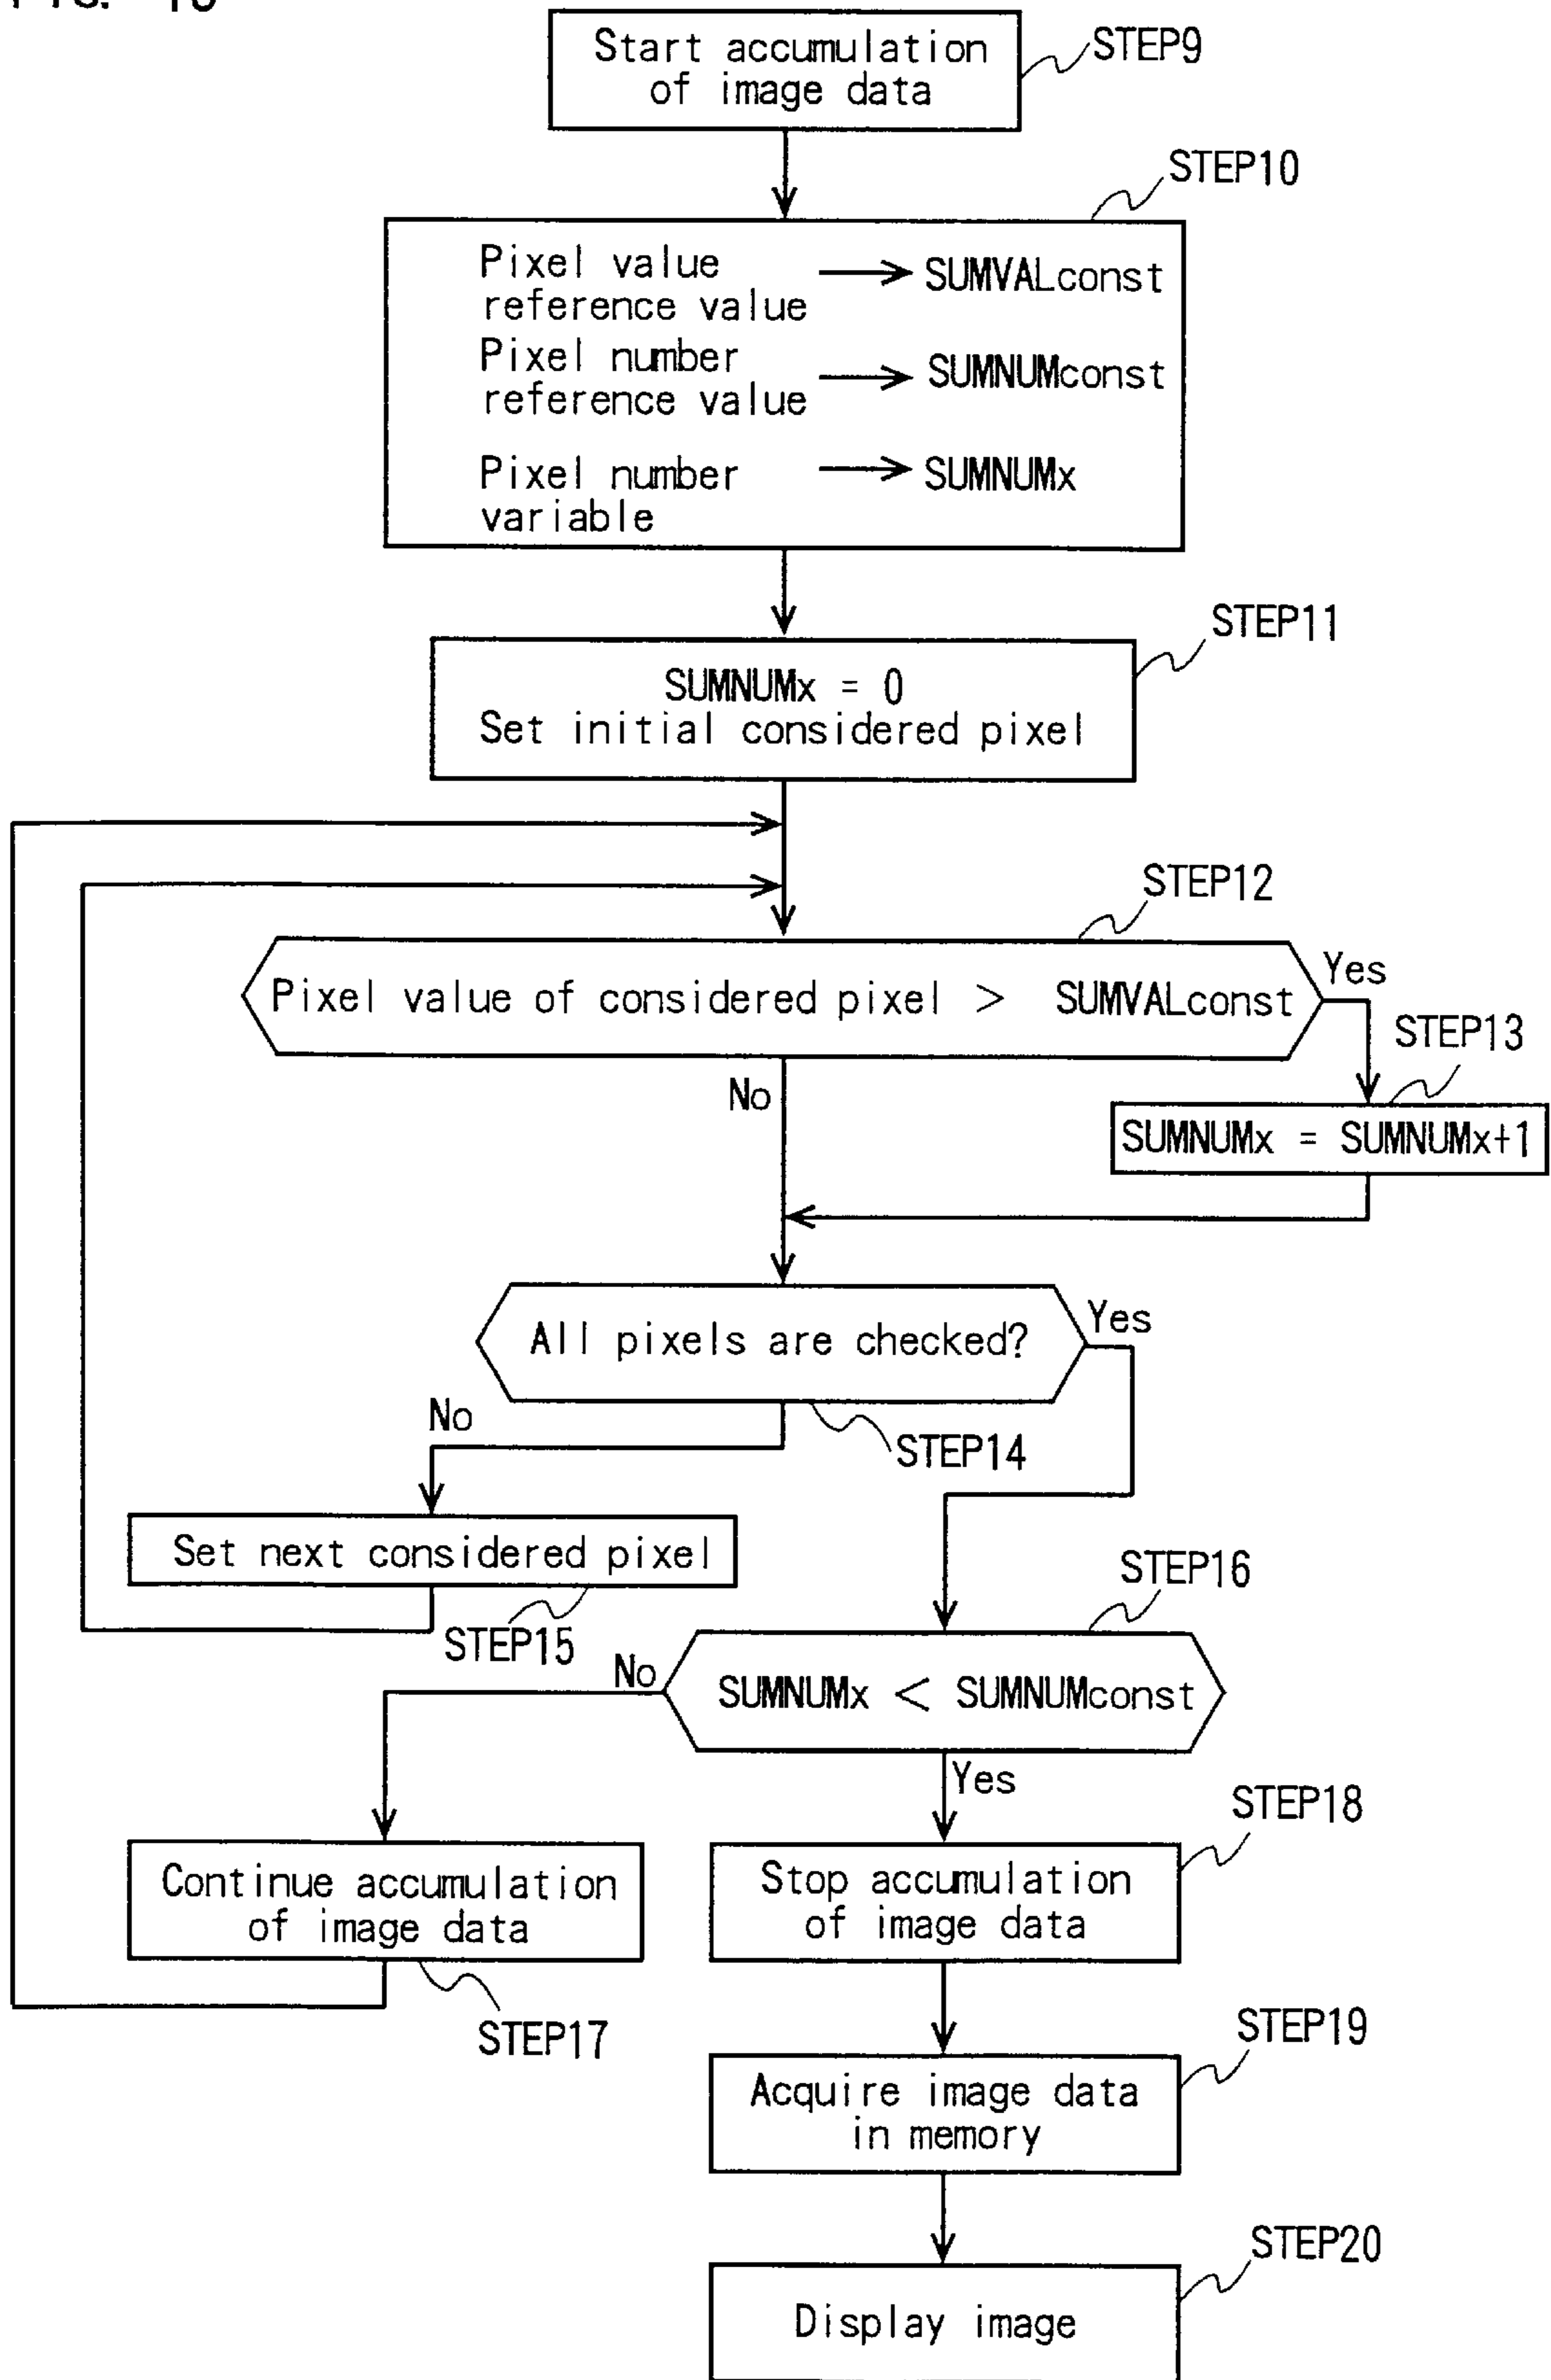 Start accumulation
of image data
STEP9
STEP10
Pixel value
reference value
SUMVALconst
Pixel number
reference value
SUMNUMconst
Pixel number
variable
SUMNUMx
STEP11
SUMNUMx = 0
Set initial considered pixel
STEP12
Pixel value of considered pixel > SUMVALconst
Yes
STEP13
No
SUMNUMx = SUMNUMx+1
All pixels are checked?
Yes
No
STEP14
Set next considered pixel
STEP15
STEP16
No
SUMNUMx < SUMNUMconst
Yes
STEP18
Continue accumulation
of image data
Stop accumulation
of image data
STEP17
STEP19
Acquire image data
in memory
STEP20
Display image